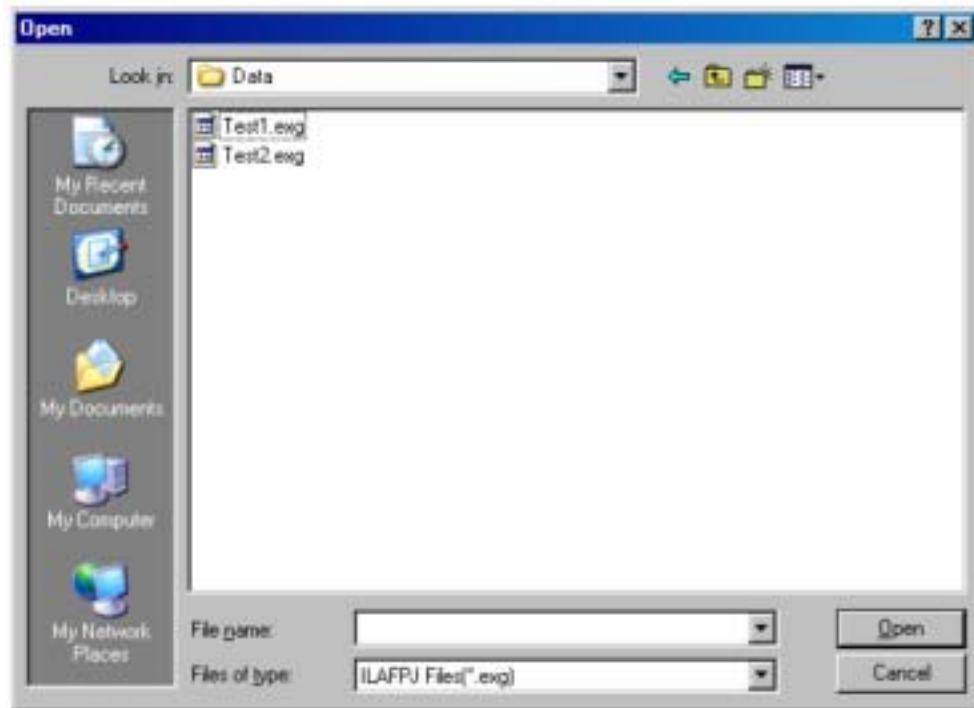 Open
Look in:
Data
Test1.exg
Test2.exg
My Recent
Documents
Desktop
My Documents
My Computer
My Network
Places
File name:
Open
Files of type:
ILAFPJ Files(*.exg)
Cancel